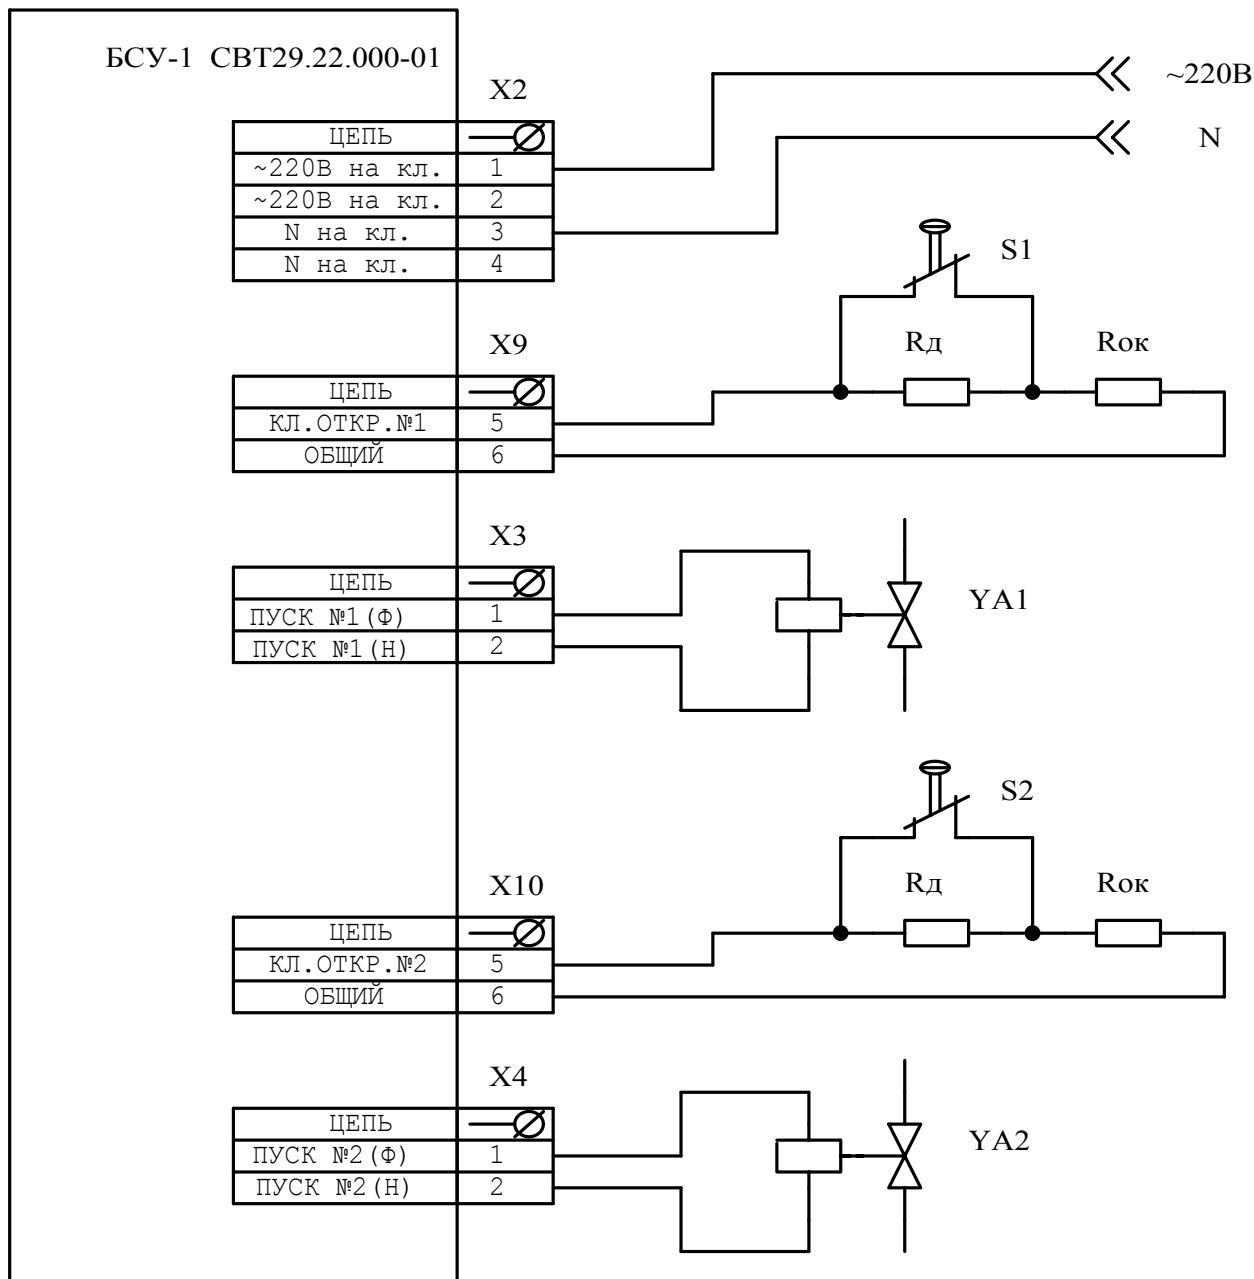 БСУ-1 СВТ29.22.000-01
X2
~220В
ЦЕПЬ
N
~220В на кл. 1
~220В на кл. 2
N на кл. 3
N на кл. 4
S1
X9
Rд
Rок
ЦЕПЬ
КЛ.ОТКР.№1 5
ОБЩИЙ 6
X3
ЦЕПЬ
YA1
ПУСК №1(Ф) 1
ПУСК №1(Н) 2
S2
X10
Rд
Rок
ЦЕПЬ
КЛ.ОТКР.№2 5
ОБЩИЙ 6
X4
ЦЕПЬ
YA2
ПУСК №2(Ф) 1
ПУСК №2(Н) 2